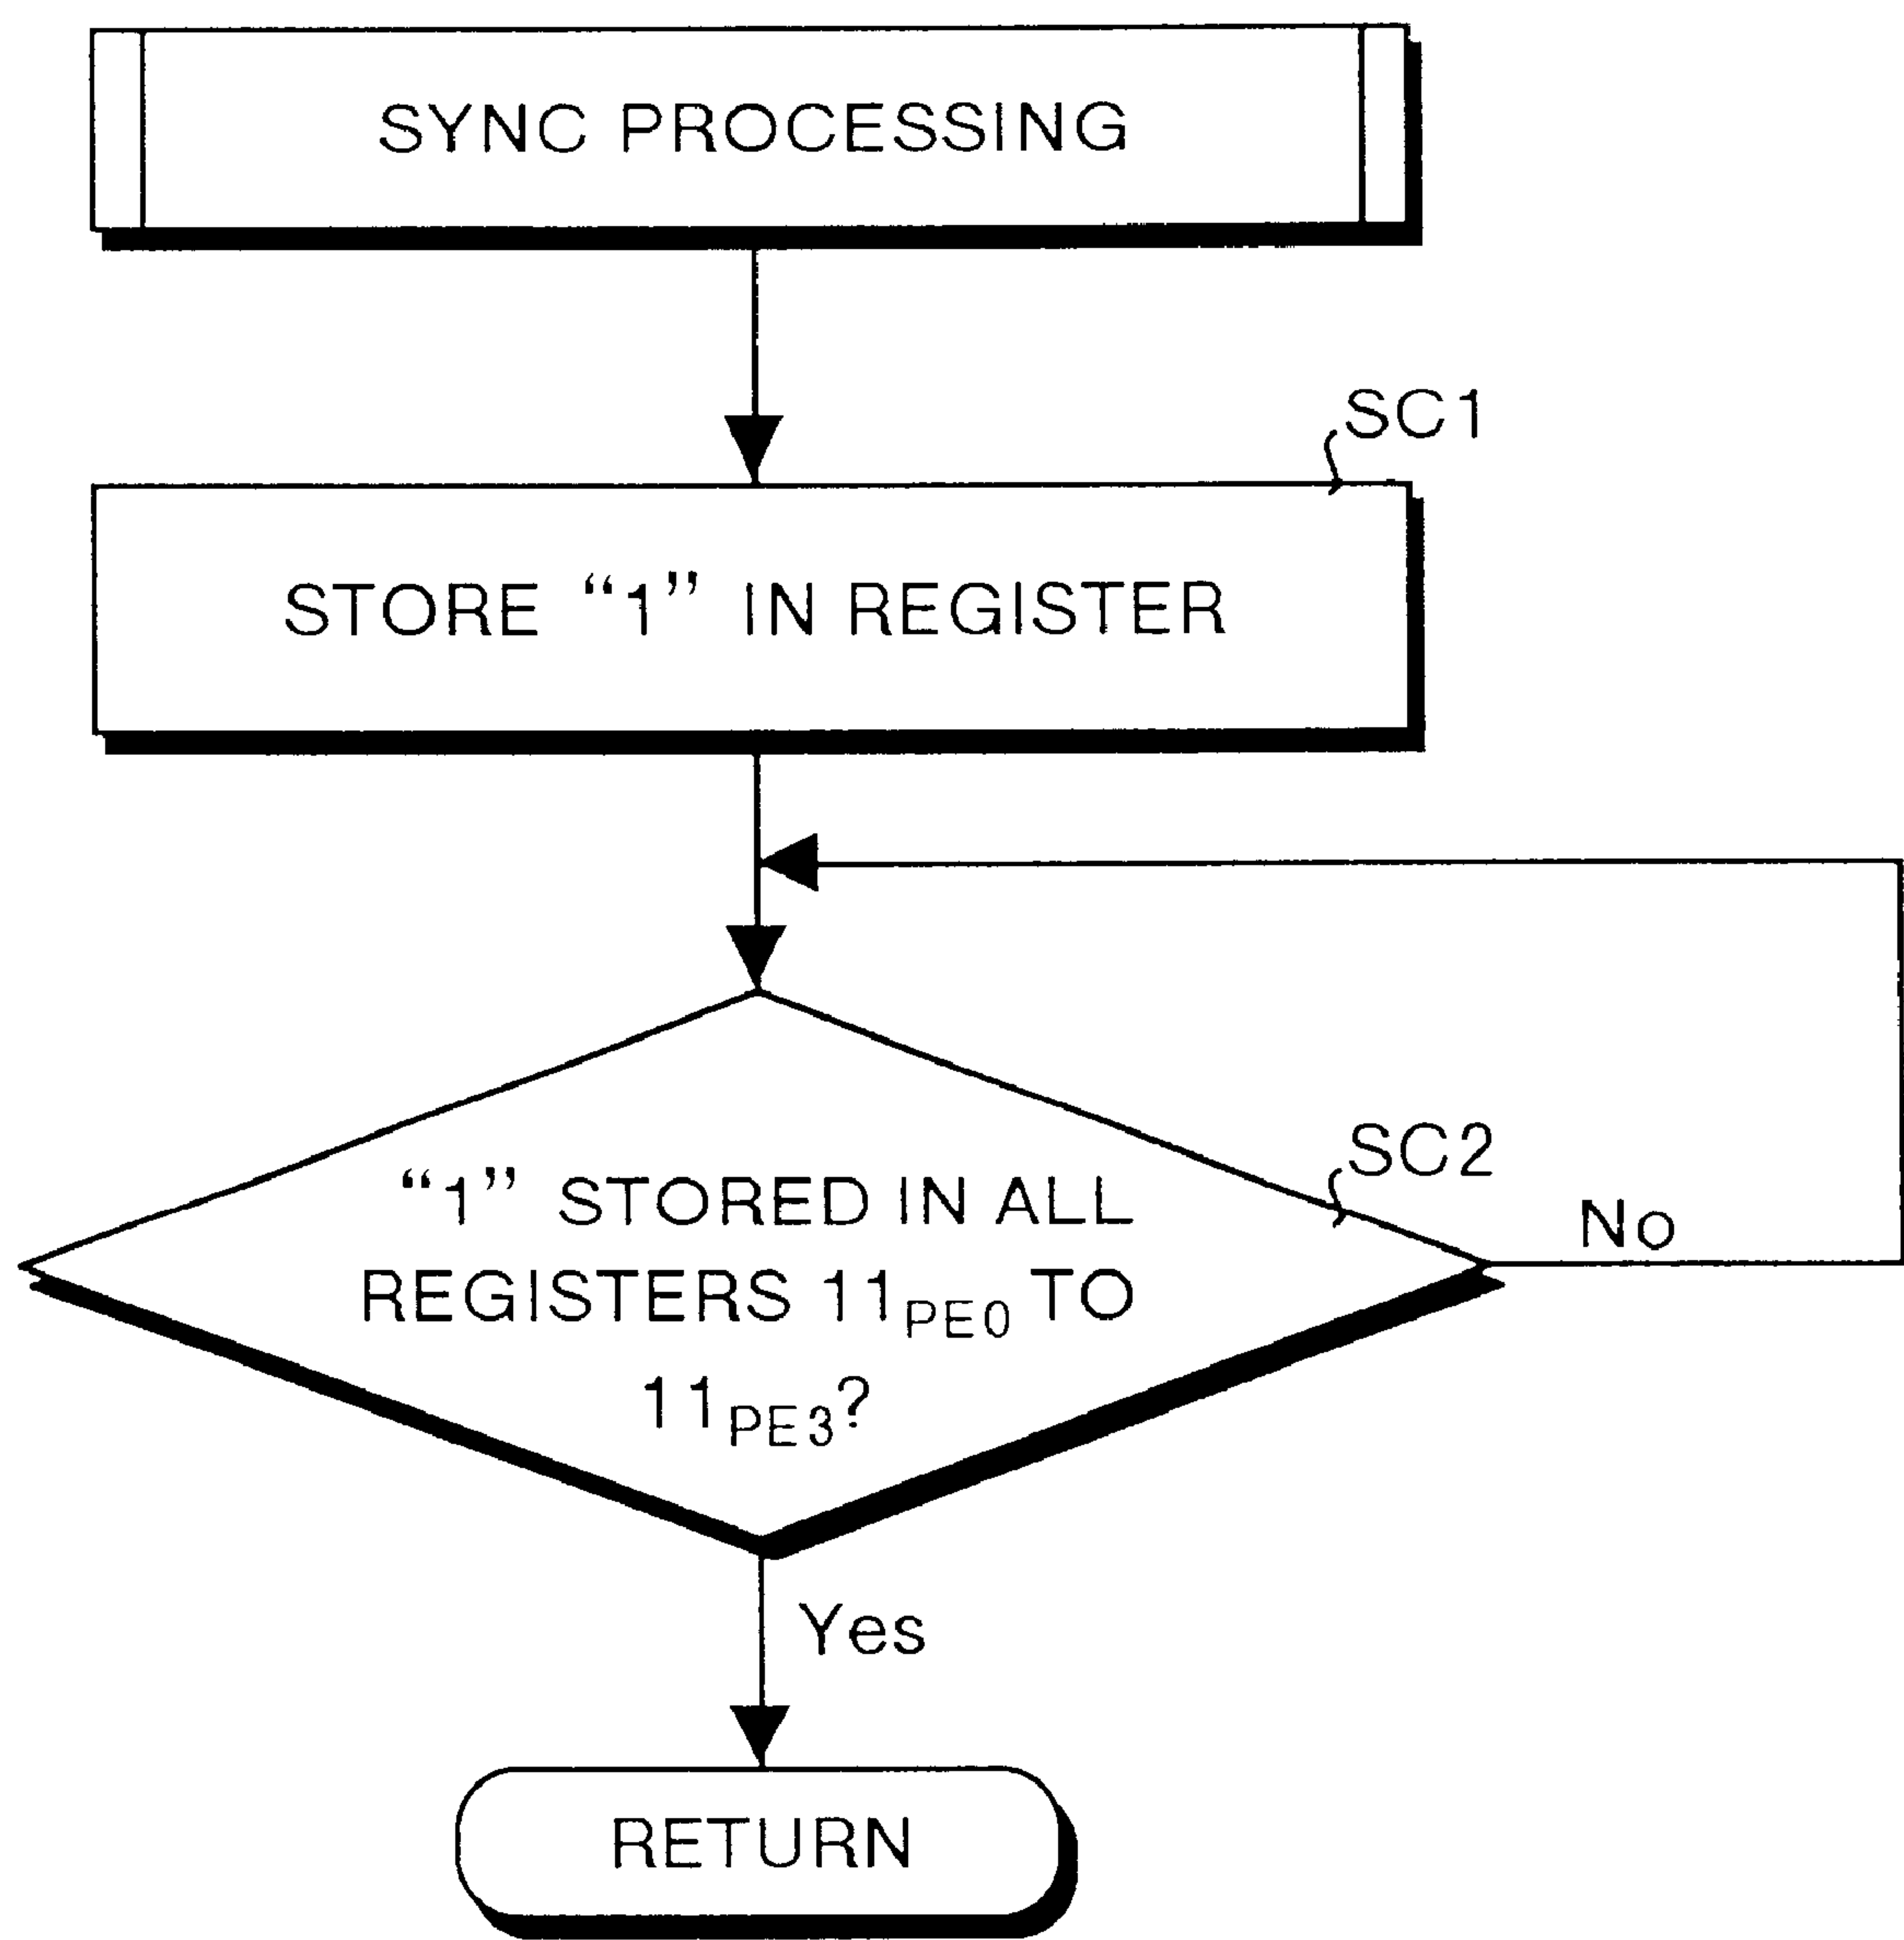 SYNC PROCESSING
SC1
STORE “1” IN REGISTER
SC2
“1” STORED IN ALL
REGISTERS 11PE0 TO
11PE3?
No
Yes
RETURN